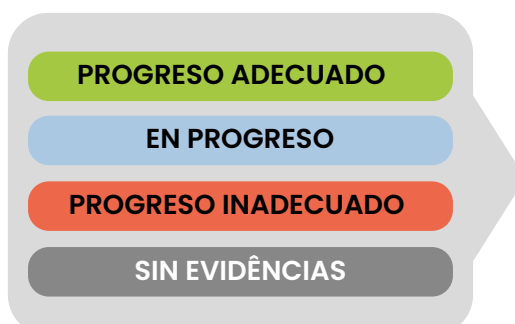 PROGRESO ADECUADO
EN PROGRESO
PROGRESO INADECUADO
SIN EVIDÊNCIAS